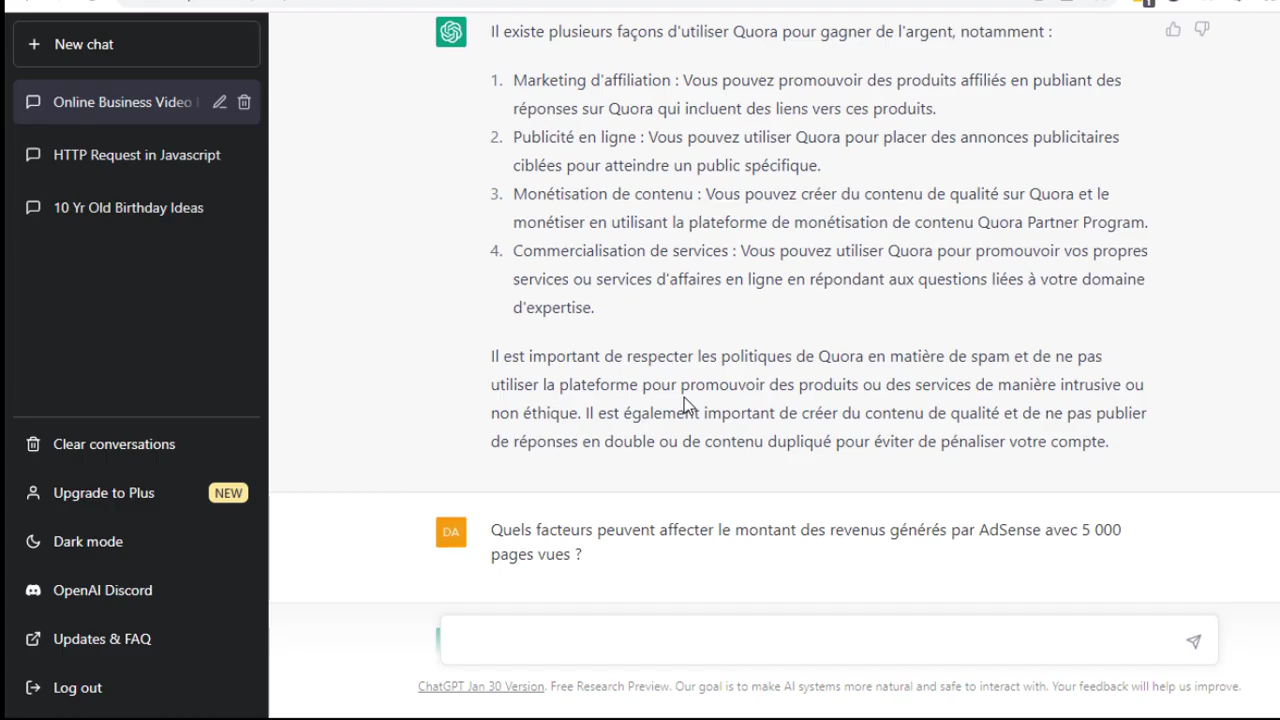 New chat
Online Business Video
HTTP Request in Javascript
10 Yr Old Birthday Ideas
Clear conversations
Upgrade to Plus NEW
Dark mode
OpenAI Discord
Updates & FAQ
Log out
Il existe plusieurs façons d'utiliser Quora pour gagner de l'argent, notamment :
1. Marketing d'affiliation : Vous pouvez promouvoir des produits affiliés en publiant des
réponses sur Quora qui incluent des liens vers ces produits.
2. Publicité en ligne : Vous pouvez utiliser Quora pour placer des annonces publicitaires
ciblées pour atteindre un public spécifique.
3. Monétisation de contenu : Vous pouvez créer du contenu de qualité sur Quora et le
monétiser en utilisant la plateforme de monétisation de contenu Quora Partner Program.
4. Commercialisation de services : Vous pouvez utiliser Quora pour promouvoir vos propres
services ou services d'affaires en ligne en répondant aux questions liées à votre domaine
d'expertise.
Il est important de respecter les politiques de Quora en matière de spam et de ne pas
utiliser la plateforme pour promouvoir des produits ou des services de manière intrusive ou
non éthique. Il est également important de créer du contenu de qualité et de ne pas publier
de réponses en double ou de contenu dupliqué pour éviter de pénaliser votre compte.
DA
Quels facteurs peuvent affecter le montant des revenus générés par AdSense avec 5 000
pages vues ?
ChatGPT Jan 30 Version. Free Research Preview. Our goal is to make AI systems more natural and safe to interact with. Your feedback will help us improve.